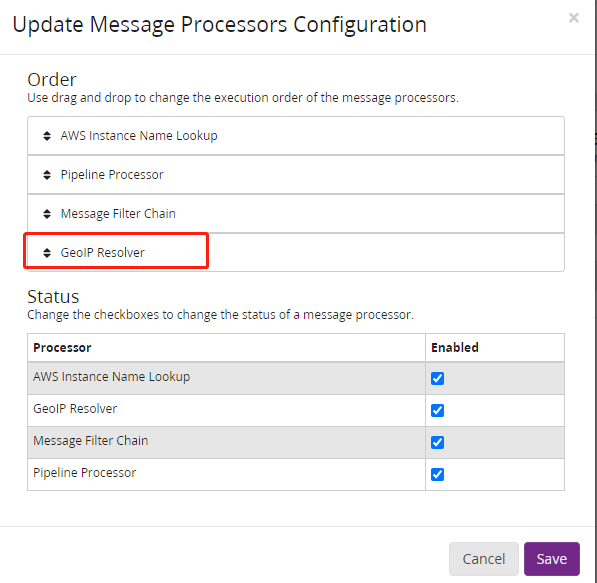 Update Message Processors Configuration
×
Order
Use drag and drop to change the execution order of the message processors.
AWS Instance Name Lookup
Pipeline Processor
Message Filter Chain
GeoIP Resolver
Status
Change the checkboxes to change the status of a message processor.
Processor Enabled
AWS Instance Name Lookup
GeoIP Resolver
Message Filter Chain
Pipeline Processor
Cancel Save